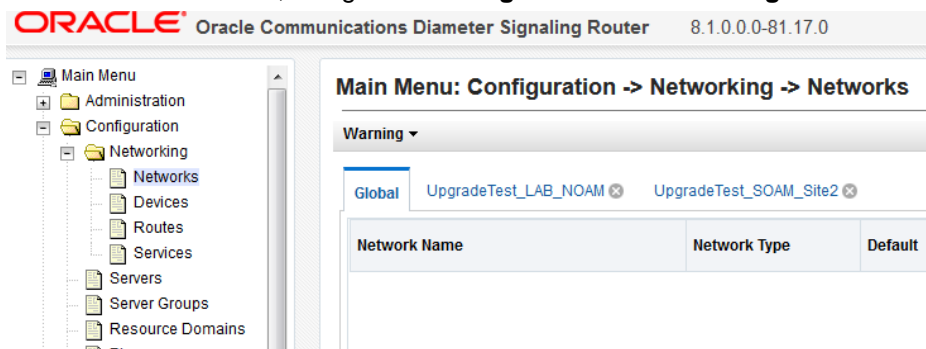 ORACLE® Oracle Communications Diameter Signaling Router 8.1.0.0.0-81.17.0
Main Menu
Administration
Configuration
Networking
Networks
Devices
Routes
Services
Servers
Server Groups
Resource Domains
Main Menu: Configuration -> Networking -> Networks
Warning
Global UpgradeTest_LAB_NOAM UpgradeTest_SOAM_Site2
Network Name Network Type Default